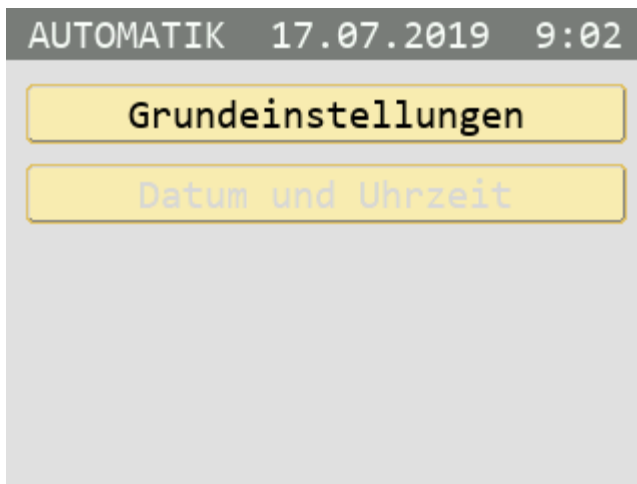 AUTOMATIK 17.07.2019 9:02
Grundeinstellungen
Datum und Uhrzeit